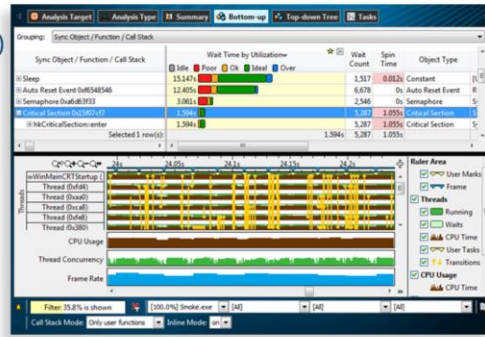 )
Analysis Target Analysis Type Summary Bottom-up Top-down Tree Tasks
Grouping: Sync Object / Function / Call Stack
Sync Object / Function / Call Stack Wait Time by Utilization Wait Count Spin Time Object Type
Idle Poor Ok Ideal Over
Sleep 15.147s 1,517 0.012s Constant
Auto Reset Event 0xf6548546 12.405s 6,678 0s Auto Reset Event
Semaphore 0xa6d63f33 3.061s 2,546 0s Semaphore
Critical Section 0x15f07cf7 1.594s 5,287 1.055s Critical Section
hkCriticalSection::enter 1.594s 5,287 1.055s Critical Section
Selected 1 row(s): 1.594s 5,287 1.055s
24s 24.05s 24.1s 24.15s 24.2s
Ruler Area
User Marks
Frame
Threads
Running
Waits
CPU Time
User Tasks
Transitions
CPU Usage
CPU Time
Threads
wWinMainCRTStartup (
Thread (0xfd4)
Thread (0xaa0)
Thread (0xca8)
Thread (0xfe8)
Thread (0x380)
CPU Usage
Thread Concurrency
Frame Rate
Filter: 35.8% is shown [100.0%] Smoke.exe [All] [All] [All]
Call Stack Mode: Only user functions Inline Mode: on